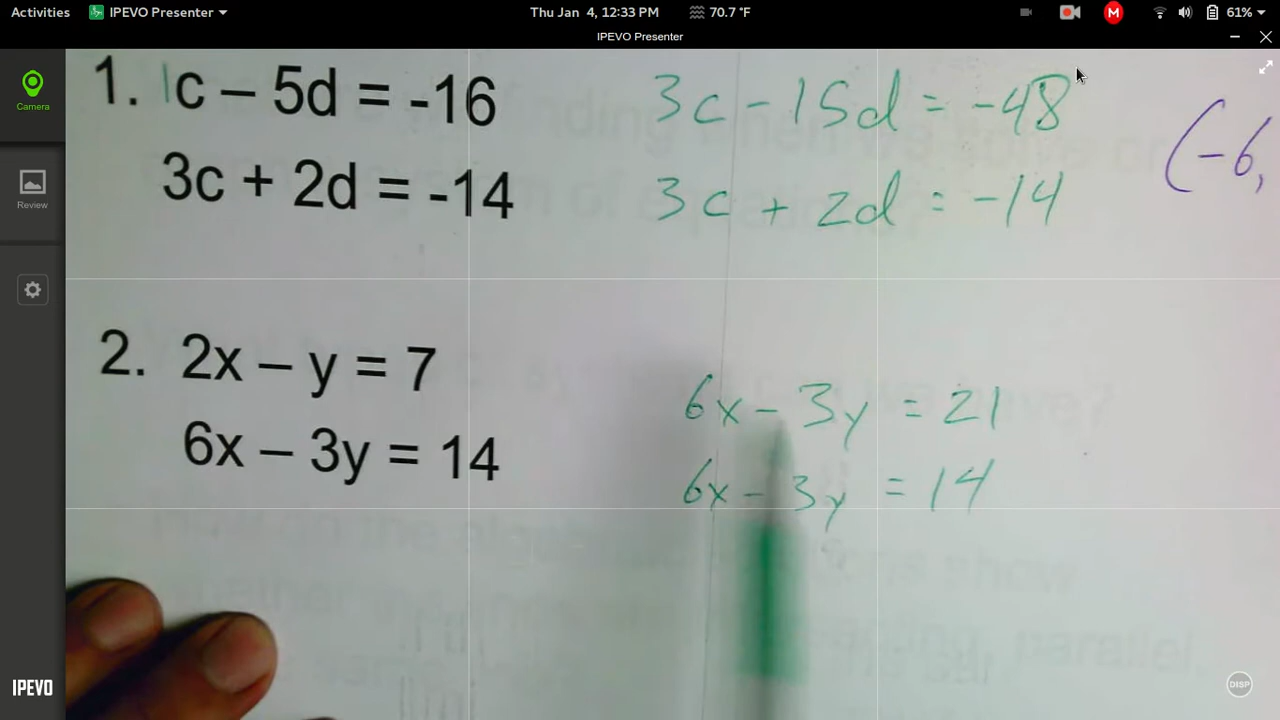 Activities IPEVO Presenter Thu Jan 4, 12:33 PM 70.7 °F M 61%
IPEVO Presenter
Camera
Review
IPEVO
DISP
1. 1c – 5d = -16 3c - 15d = -48 (-6,
3c + 2d = -14 3c + 2d = -14
2. 2x – y = 7 6x - 3y = 21
6x – 3y = 14 6x - 3y = 14